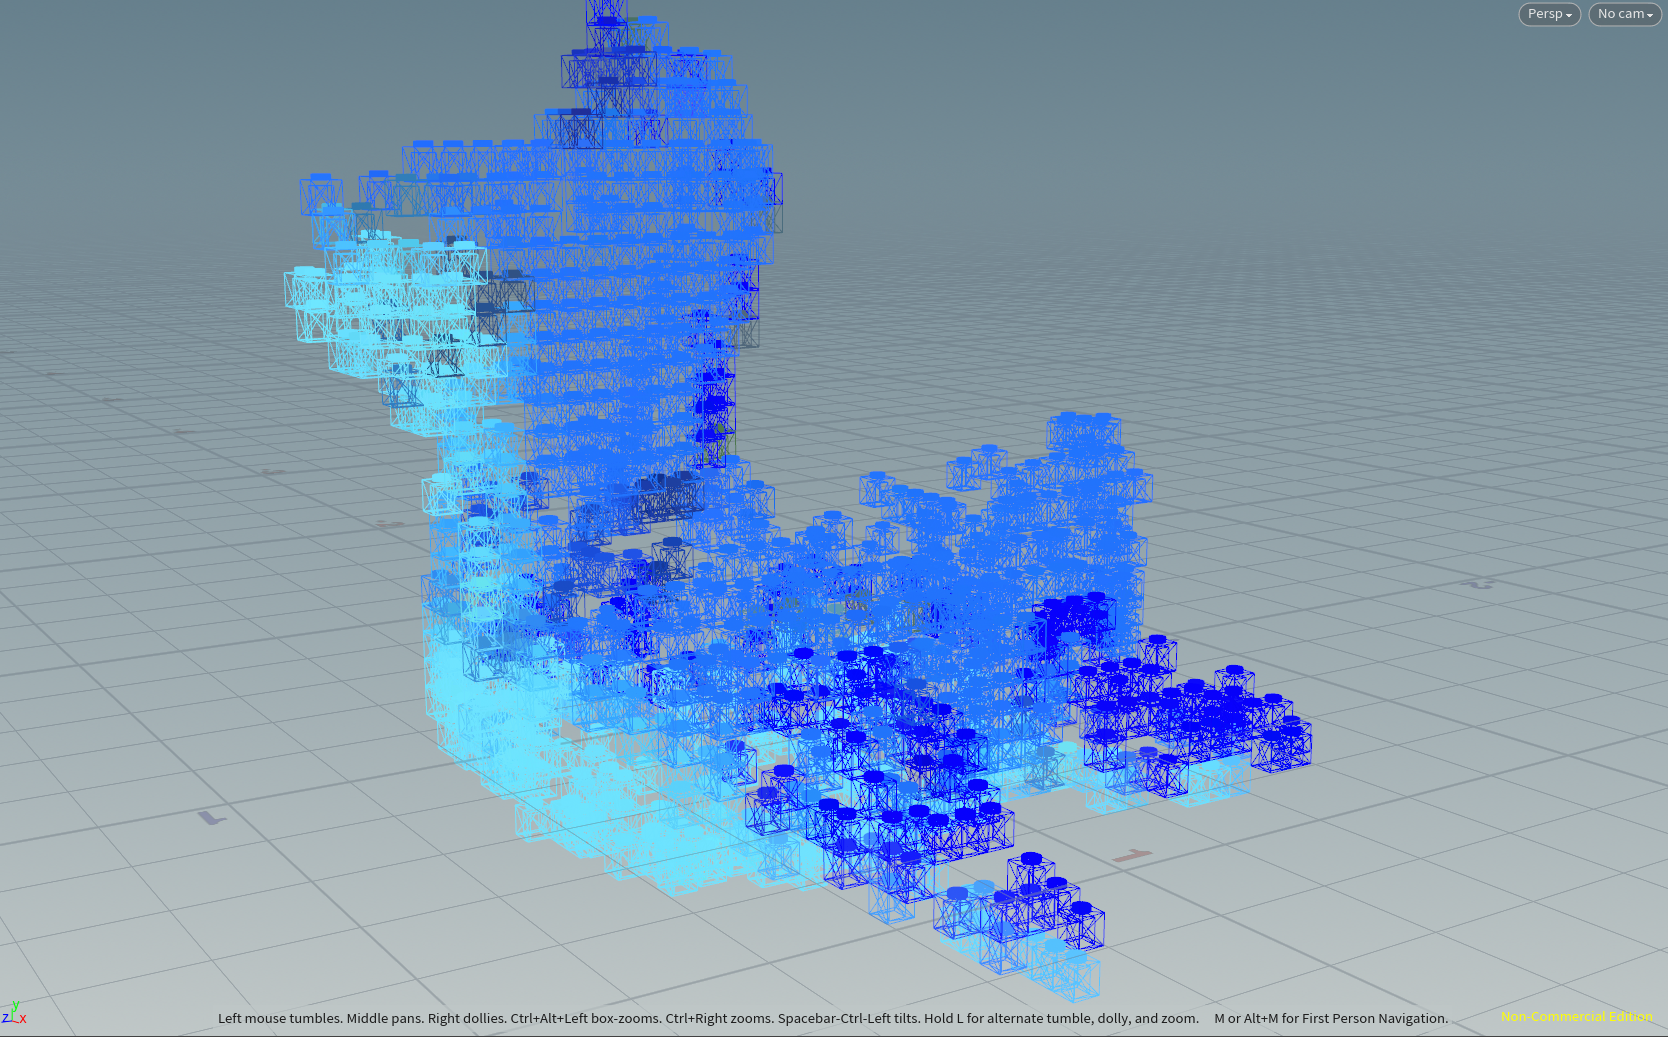 Persp
No cam
Left mouse tumbles. Middle pans. Right dollies. Ctrl+Alt+Left box-zooms. Ctrl+Right zooms. Spacebar-Ctrl-Left tilts. Hold L for alternate tumble, dolly, and zoom. M or Alt+M for First Person Navigation.
Non-Commercial Edition
y
z
x